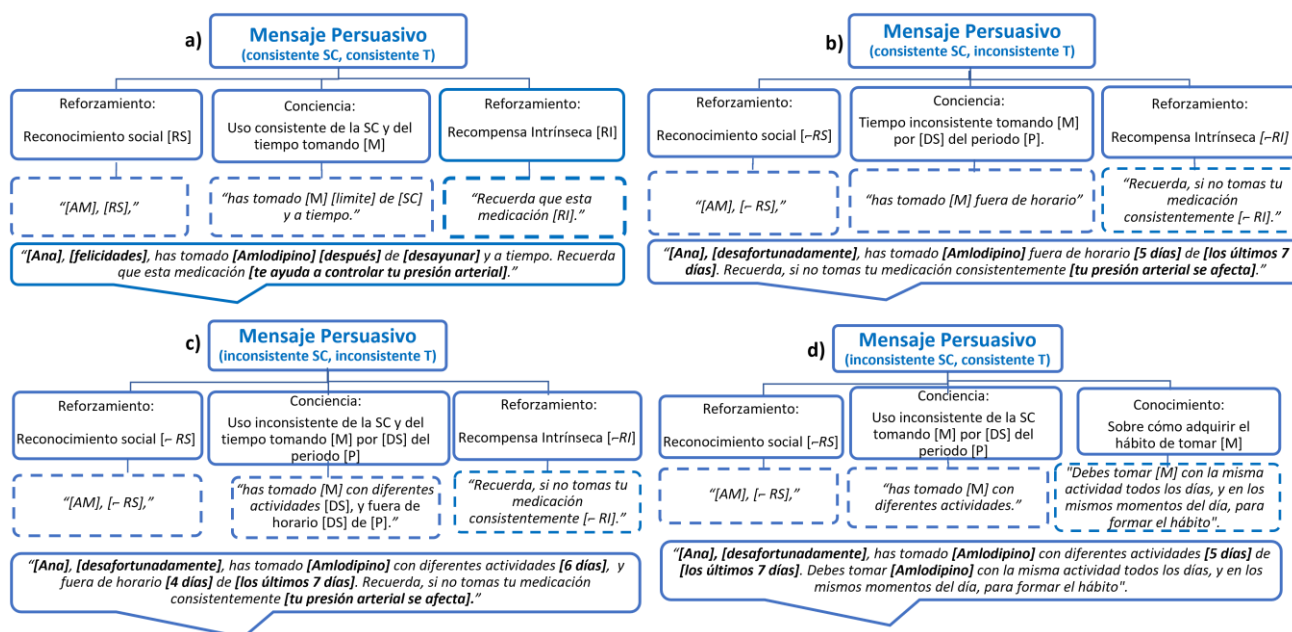 a)
Mensaje Persuasivo
(consistente SC, consistente T)
Reforzamiento:
Reconocimiento social [RS]
Conciencia:
Uso consistente de la SC y del
tiempo tomando [M]
Reforzamiento:
Recompensa Intrínseca [RI]
“[AM], [RS],”
“has tomado [M] [limite] de [SC]
y a tiempo.”
“Recuerda que esta
medicación [RI].”
“[Ana], [felicidades], has tomado [Amlodipino] [después] de [desayunar] y a tiempo. Recuerda
que esta medicación [te ayuda a controlar tu presión arterial].”
b)
Mensaje Persuasivo
(consistente SC, inconsistente T)
Reforzamiento:
Reconocimiento social [⌐RS]
Conciencia:
Tiempo inconsistente tomando [M]
por [DS] del periodo [P].
Reforzamiento:
Recompensa Intrínseca [⌐RI]
“[AM], [⌐ RS],”
“has tomado [M] fuera de horario”
“Recuerda, si no tomas tu
medicación
consistentemente [⌐ RI].”
“[Ana], [desafortunadamente], has tomado [Amlodipino] fuera de horario [5 días] de [los últimos 7
días]. Recuerda, si no tomas tu medicación consistentemente [tu presión arterial se afecta].”
c)
Mensaje Persuasivo
(inconsistente SC, inconsistente T)
Reforzamiento:
Reconocimiento social [⌐ RS]
Conciencia:
Uso inconsistente de la SC y del
tiempo tomando [M] por [DS] del
periodo [P]
Reforzamiento:
Recompensa Intrínseca [⌐RI]
“[AM], [⌐ RS],”
“has tomado [M] con diferentes
actividades [DS], y fuera de
horario [DS] de [P].”
“Recuerda, si no tomas tu
medicación
consistentemente [⌐ RI].”
“[Ana], [desafortunadamente], has tomado [Amlodipino] con diferentes actividades [6 días], y
fuera de horario [4 días] de [los últimos 7 días]. Recuerda, si no tomas tu medicación
consistentemente [tu presión arterial se afecta].”
d)
Mensaje Persuasivo
(inconsistente SC, consistente T)
Reforzamiento:
Reconocimiento social [⌐RS]
Conciencia:
Uso inconsistente de la SC
tomando [M] por [DS] del
periodo [P]
Conocimiento:
Sobre cómo adquirir el
hábito de tomar [M]
“[AM], [⌐ RS],”
“has tomado [M] con
diferentes actividades.”
"Debes tomar [M] con la misma
actividad todos los días, y en los
mismos momentos del día, para
formar el hábito".
“[Ana], [desafortunadamente], has tomado [Amlodipino] con diferentes actividades [5 días] de
[los últimos 7 días]. Debes tomar [Amlodipino] con la misma actividad todos los días, y en los
mismos momentos del día, para formar el hábito".